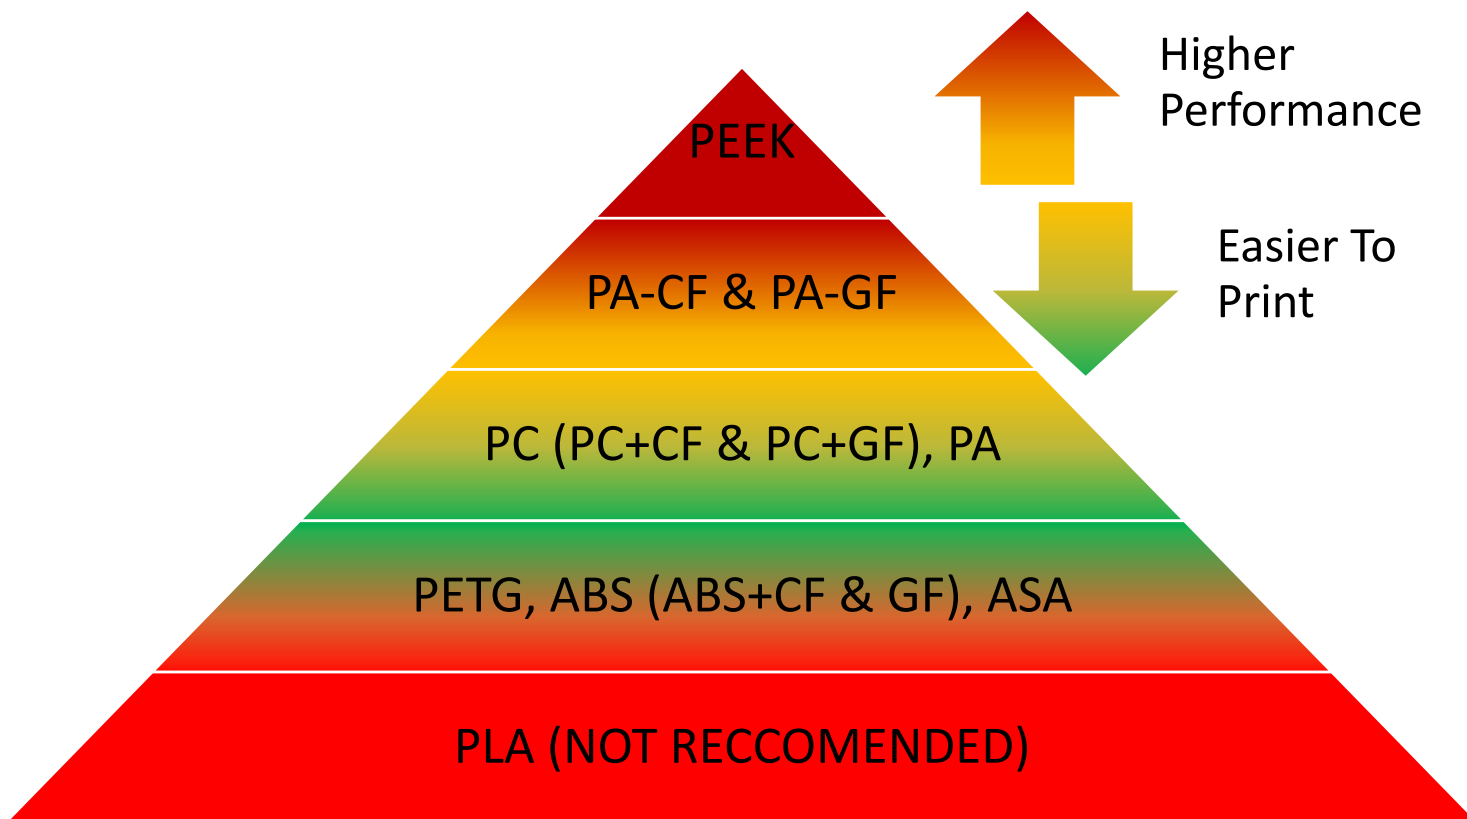 Higher
Performance
PEEK
Easier To
Print
PA-CF & PA-GF
PC (PC+CF & PC+GF), PA
PETG, ABS (ABS+CF & GF), ASA
PLA (NOT RECCOMENDED)